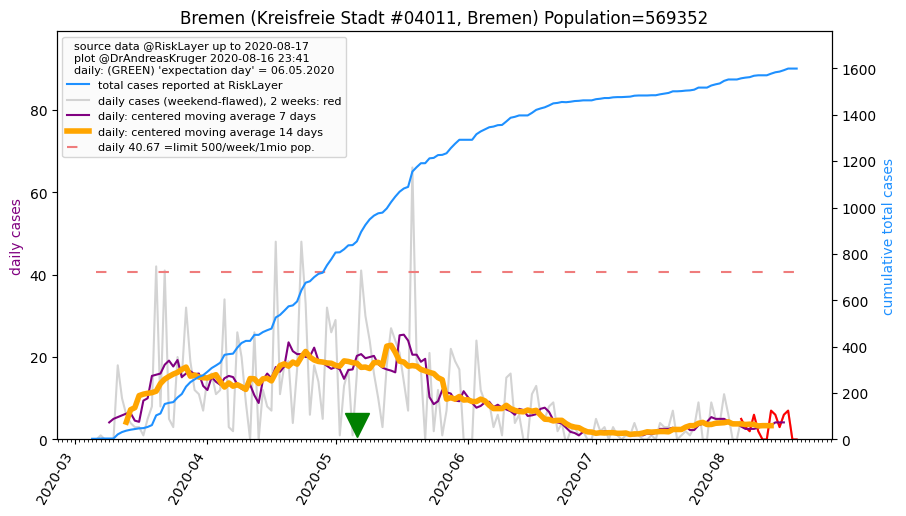 Bremen (Kreisfreie Stadt #04011, Bremen) Population=569352
source data @RiskLayer up to 2020-08-17
plot @DrAndreasKruger 2020-08-16 23:41
daily: (GREEN) 'expectation day' = 06.05.2020
total cases reported at RiskLayer
daily cases (weekend-flawed), 2 weeks: red
daily: centered moving average 7 days
daily: centered moving average 14 days
daily 40.67 =limit 500/week/1mio pop.
daily cases
80
60
40
20
0
cumulative total cases
1600
1400
1200
1000
800
600
400
200
0
2020-03
2020-04
2020-05
2020-06
2020-07
2020-08